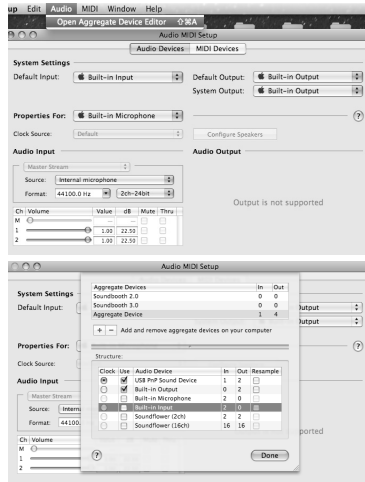 up Edit Audio MIDI Window Help
Open Aggregate Device Editor ⇧⌘A
Audio MIDI Setup
Audio Devices MIDI Devices
System Settings
Default Input: Built-in Input Default Output: Built-in Output
System Output: Built-in Output
Properties For: Built-in Microphone ?
Clock Source: Default Configure Speakers
Audio Input Audio Output
Master Stream
Source: Internal microphone
Format: 44100.0 Hz 2ch-24bit
Output is not supported
Ch Volume Value dB Mute Thru
M — —
1 1.00 22.50
2 1.00 22.50
Audio MIDI Setup
Aggregate Devices In Out
Soundbooth 2.0 0 0
Soundbooth 3.0 0 0
Aggregate Device 1 4
+ − Add and remove aggregate devices on your computer
System Settings
Default Input: Output
Output
Properties For: ?
Clock Source:
Audio Input
Master Stream
Source: Intern
Format: 44100.
ported
Ch Volume
M
1
2
Structure:
Clock Use Audio Device In Out Resample
USB PnP Sound Device 1 2
Built-in Output 0 2
Built-in Microphone 2 0
Built-in Input 2 0
Soundflower (2ch) 2 2
Soundflower (16ch) 16 16
? Done